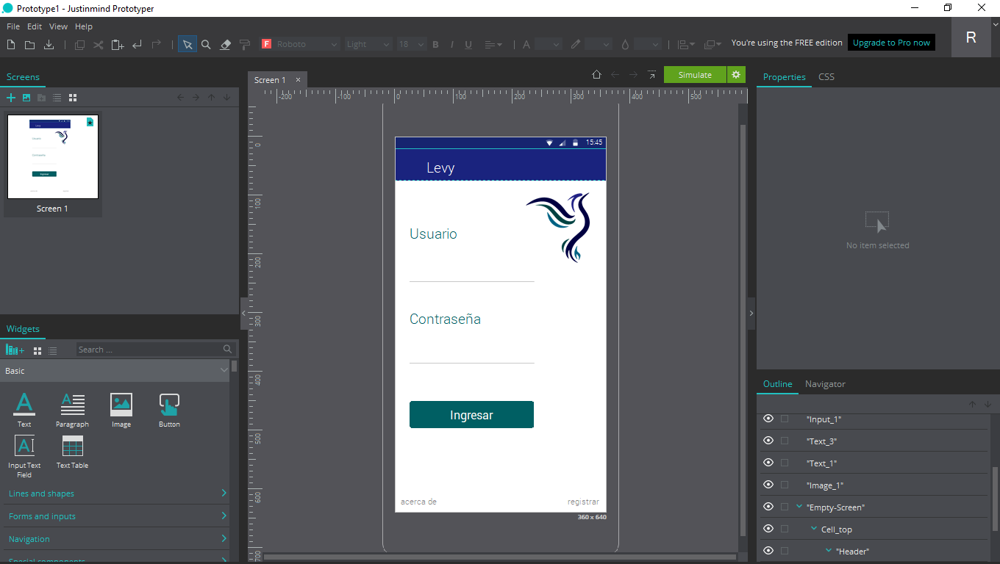 Prototype1 - Justinmind Prototyper
File Edit View Help
F Roboto Light 18 B I U A
You're using the FREE edition
Upgrade to Pro now
R
Screens
Screen 1 ×
Simulate
Properties CSS
-200 -100 0 100 200 300 400 500
0
100
200
300
400
500
600
700
Screen 1
15:45
Levy
Usuario
Contraseña
Ingresar
acerca de registrar
360 x 640
No item selected
Widgets
Search ...
Basic
Text Paragraph Image Button
Input Text Field Text Table
Lines and shapes
Forms and inputs
Navigation
Special components
Outline Navigator
"Input_1"
"Text_3"
"Text_1"
"Image_1"
"Empty-Screen"
Cell_top
"Header"